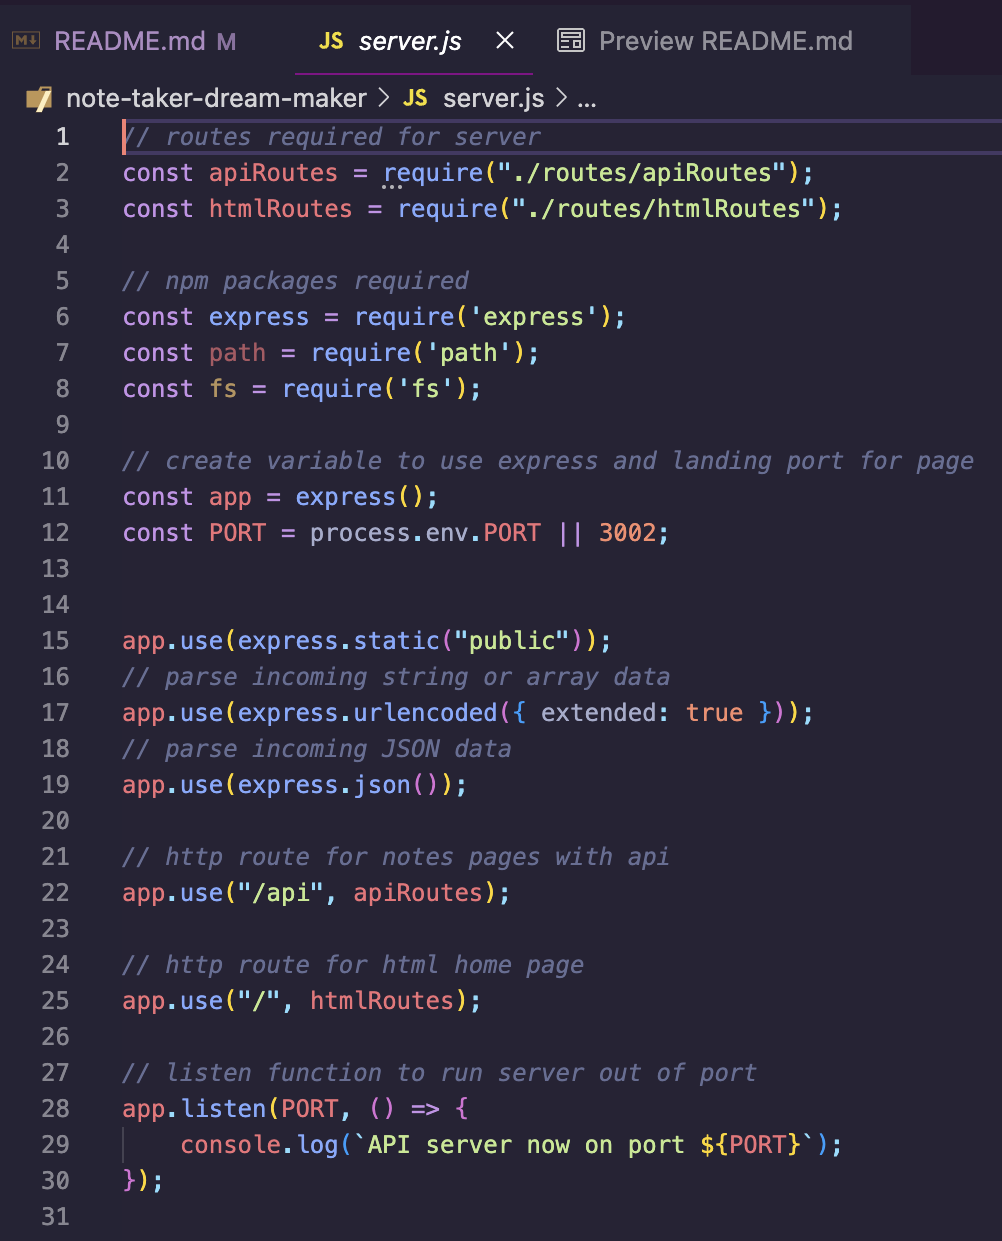 README.md M JS server.js × Preview README.md
note-taker-dream-maker > JS server.js > ...
1 // routes required for server
2 const apiRoutes = require("./routes/apiRoutes");
3 const htmlRoutes = require("./routes/htmlRoutes");
4
5 // npm packages required
6 const express = require('express');
7 const path = require('path');
8 const fs = require('fs');
9
10 // create variable to use express and landing port for page
11 const app = express();
12 const PORT = process.env.PORT || 3002;
13
14
15 app.use(express.static("public"));
16 // parse incoming string or array data
17 app.use(express.urlencoded({ extended: true }));
18 // parse incoming JSON data
19 app.use(express.json());
20
21 // http route for notes pages with api
22 app.use("/api", apiRoutes);
23
24 // http route for html home page
25 app.use("/", htmlRoutes);
26
27 // listen function to run server out of port
28 app.listen(PORT, () => {
29     console.log(`API server now on port ${PORT}`);
30 });
31